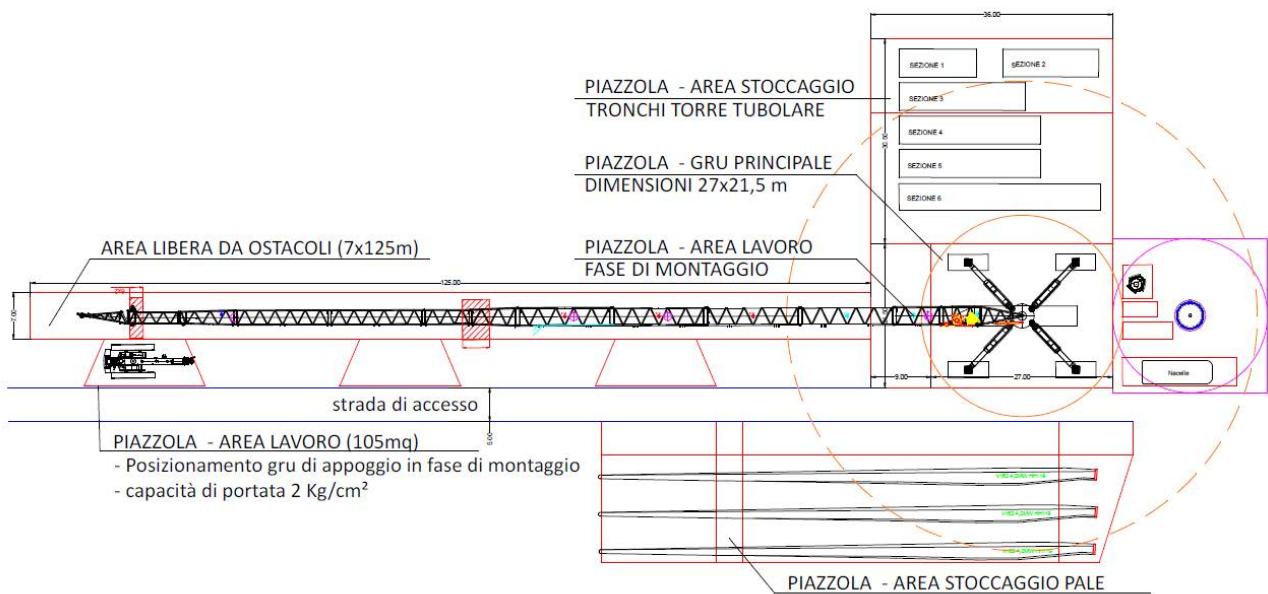 36.00
SEZIONE 1
SEZIONE 2
PIAZZOLA - AREA STOCCAGGIO
TRONCHI TORRE TUBOLARE
SEZIONE 3
SEZIONE 4
PIAZZOLA - GRU PRINCIPALE
DIMENSIONI 27x21,5 m
SEZIONE 5
SEZIONE 6
AREA LIBERA DA OSTACOLI (7x125m)
PIAZZOLA - AREA LAVORO
FASE DI MONTAGGIO
125.00
7.00
9.00
27.00
Nacelle
strada di accesso
PIAZZOLA - AREA LAVORO (105mq)
- Posizionamento gru di appoggio in fase di montaggio
- capacità di portata 2 Kg/cm²
PIAZZOLA - AREA STOCCAGGIO PALE